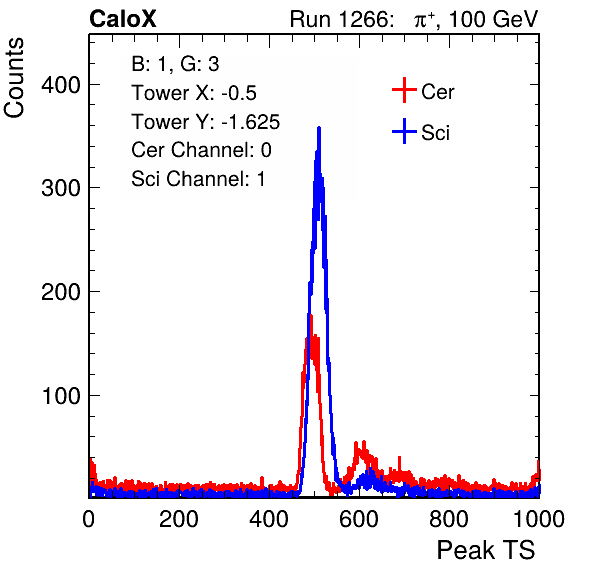 CaloX Run 1266: π⁺, 100 GeV
Counts
B: 1, G: 3
Tower X: -0.5
Tower Y: -1.625
Cer Channel: 0
Sci Channel: 1
Cer
Sci
400
300
200
100
0 200 400 600 800 1000
Peak TS